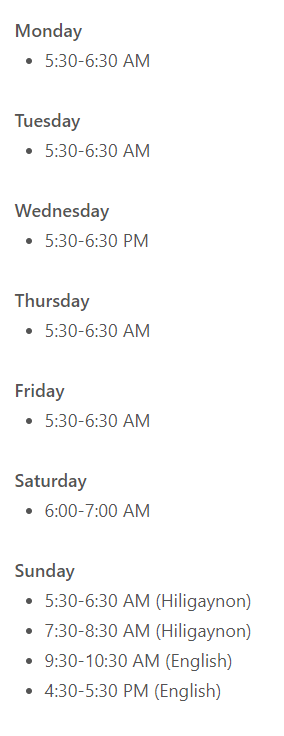 Monday
• 5:30-6:30 AM
Tuesday
• 5:30-6:30 AM
Wednesday
• 5:30-6:30 PM
Thursday
• 5:30-6:30 AM
Friday
• 5:30-6:30 AM
Saturday
• 6:00-7:00 AM
Sunday
• 5:30-6:30 AM (Hiligaynon)
• 7:30-8:30 AM (Hiligaynon)
• 9:30-10:30 AM (English)
• 4:30-5:30 PM (English)